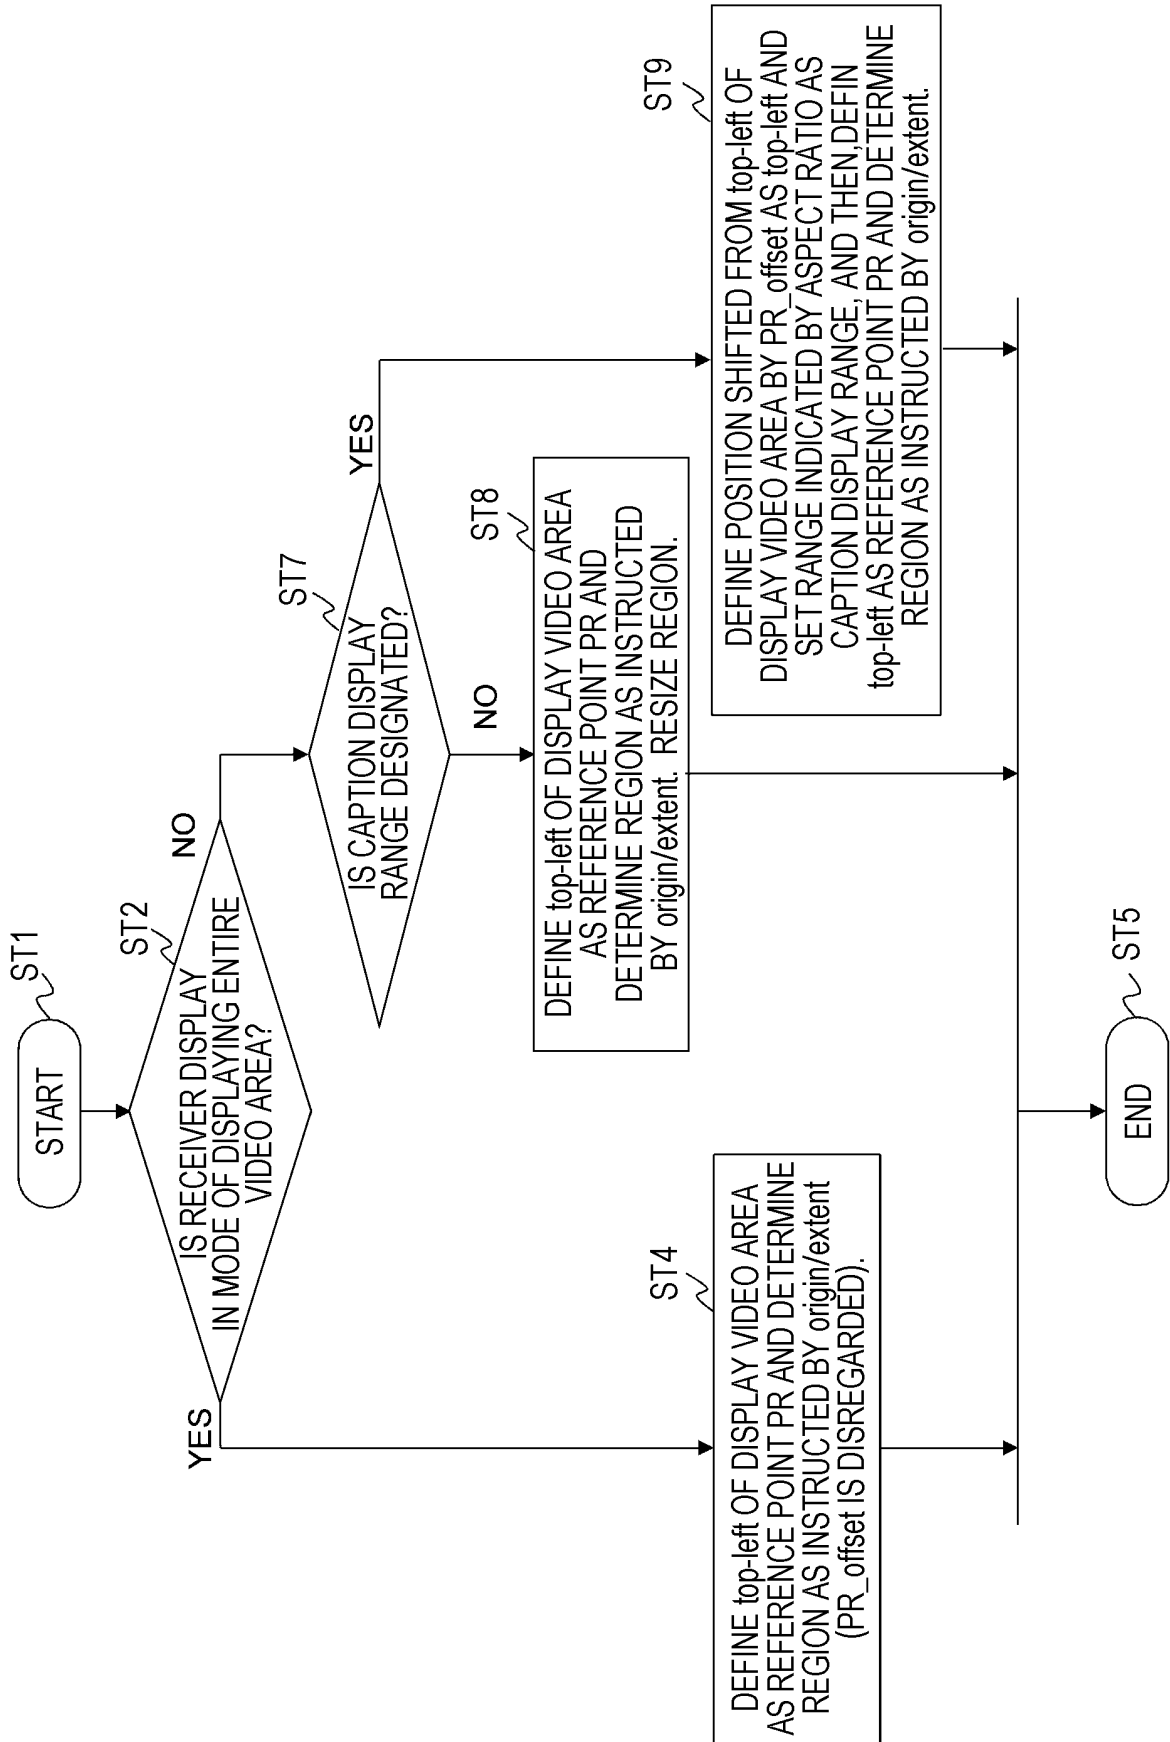 START
ST1
IS RECEIVER DISPLAY
IN MODE OF DISPLAYING ENTIRE
VIDEO AREA?
ST2
YES
NO
IS CAPTION DISPLAY
RANGE DESIGNATED?
ST7
NO
YES
DEFINE top-left OF DISPLAY VIDEO AREA
AS REFERENCE POINT PR AND DETERMINE
REGION AS INSTRUCTED BY origin/extent
(PR_offset IS DISREGARDED).
ST4
DEFINE top-left OF DISPLAY VIDEO AREA
AS REFERENCE POINT PR AND
DETERMINE REGION AS INSTRUCTED
BY origin/extent. RESIZE REGION.
ST8
DEFINE POSITION SHIFTED FROM top-left OF
DISPLAY VIDEO AREA BY PR_offset AS top-left AND
SET RANGE INDICATED BY ASPECT RATIO AS
CAPTION DISPLAY RANGE, AND THEN,DEFIN
top-left AS REFERENCE POINT PR AND DETERMINE
REGION AS INSTRUCTED BY origin/extent.
ST9
END
ST5